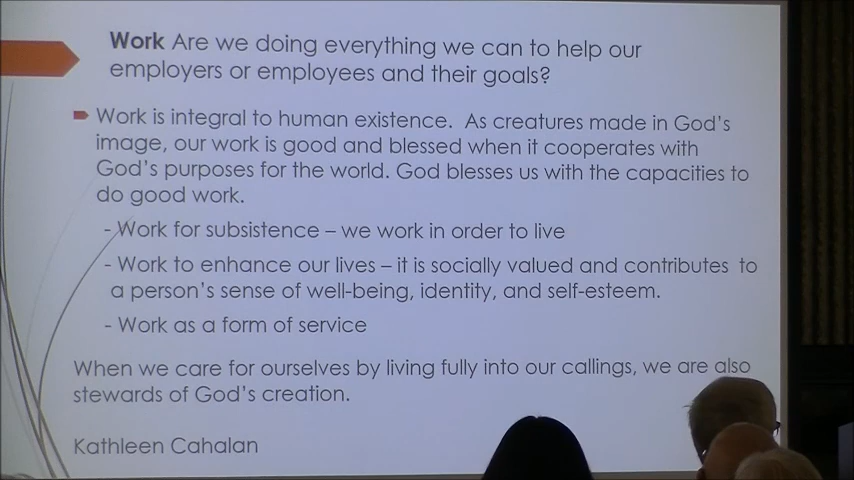 Work Are we doing everything we can to help our
employers or employees and their goals?
Work is integral to human existence. As creatures made in God's
image, our work is good and blessed when it cooperates with
God's purposes for the world. God blesses us with the capacities to
do good work.
- Work for subsistence – we work in order to live
- Work to enhance our lives – it is socially valued and contributes to
a person's sense of well-being, identity, and self-esteem.
- Work as a form of service
When we care for ourselves by living fully into our callings, we are also
stewards of God's creation.
Kathleen Cahalan